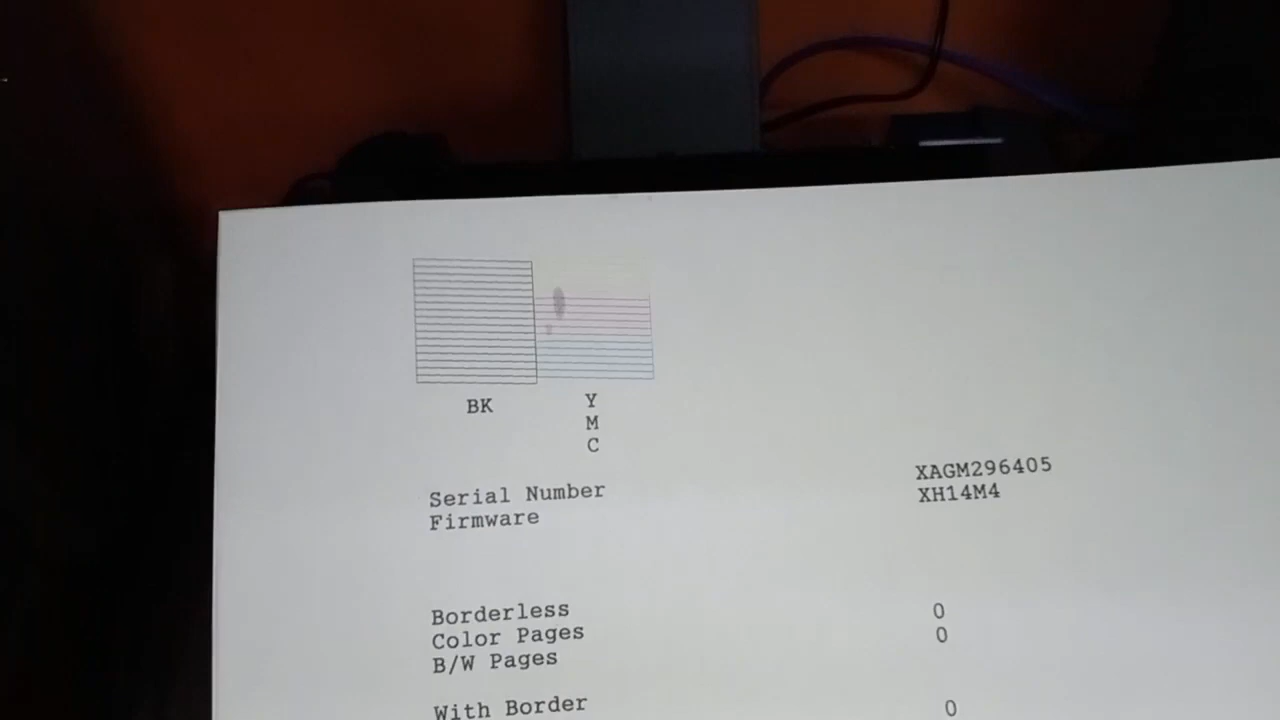 BK
Y
M
C
Serial Number XAGM296405
Firmware XH14M4
Borderless 0
Color Pages 0
B/W Pages
With Border 0